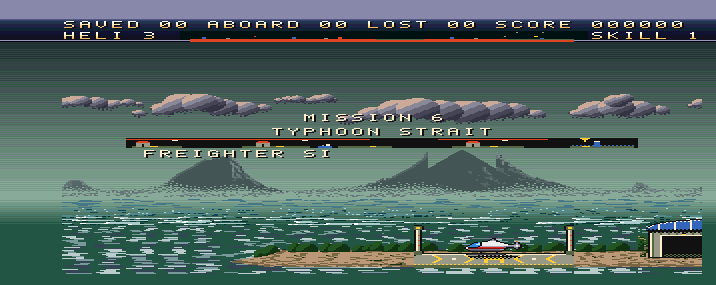 SAVED 00 ABOARD 00 LOST 00 SCORE 000000
HELI 3 SKILL 1
MISSION 6
TYPHOON STRAIT
FREIGHTER SI